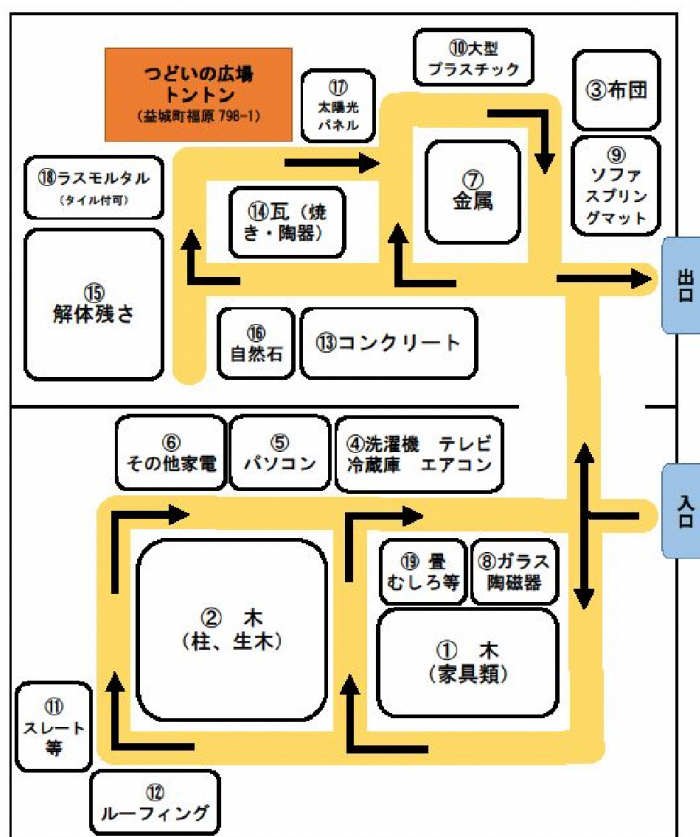 つどいの広場
トントン
(益城町福原798-1)
⑰
太陽光
パネル
⑩大型
プラスチック
③布団
⑨
ソファ
スプリン
グマット
⑱ラスモルタル
(タイル付可)
⑭瓦(焼
き・陶器)
⑦
金属
⑮
解体残さ
⑯
自然石
⑬コンクリート
出口
⑥
その他家電
⑤
パソコン
④洗濯機 テレビ
冷蔵庫 エアコン
入口
⑲ 畳
むしろ等
⑧ガラス
陶磁器
② 木
(柱、生木)
① 木
(家具類)
⑪
スレート
等
⑫
ルーフィング